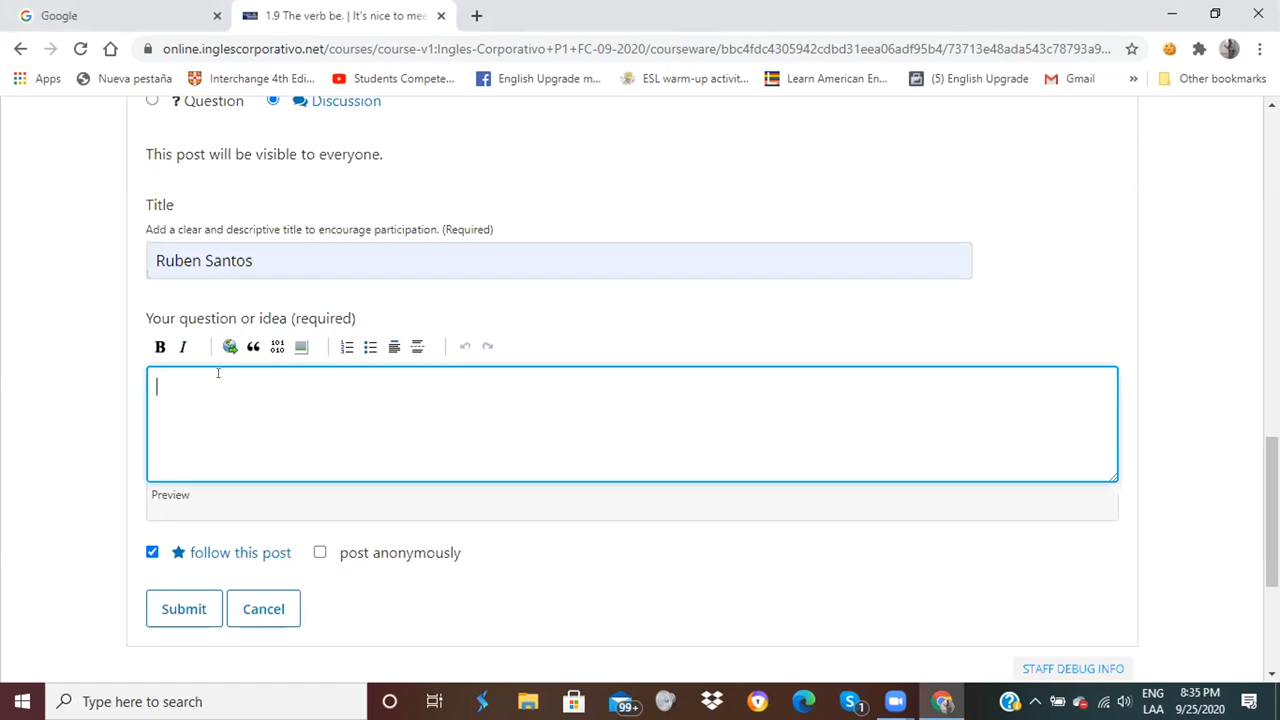 Google
1.9 The verb be. | It's nice to mee
online.inglescorporativo.net/courses/course-v1:Ingles-Corporativo+P1+FC-09-2020/courseware/bbc4fdc4305942cdbd31eea06adf95b4/73713e48ada543c78793a9...
Apps Nueva pestaña Interchange 4th Edi... Students Compete... English Upgrade m... ESL warm-up activit... Learn American En... (5) English Upgrade Gmail » Other bookmarks
? Question Discussion
This post will be visible to everyone.
Title
Add a clear and descriptive title to encourage participation. (Required)
Ruben Santos
Your question or idea (required)
B I 101 010
Preview
follow this post post anonymously
Submit Cancel
STAFF DEBUG INFO
Type here to search 99+ 1 ENG 8:35 PM
LAA 9/25/2020